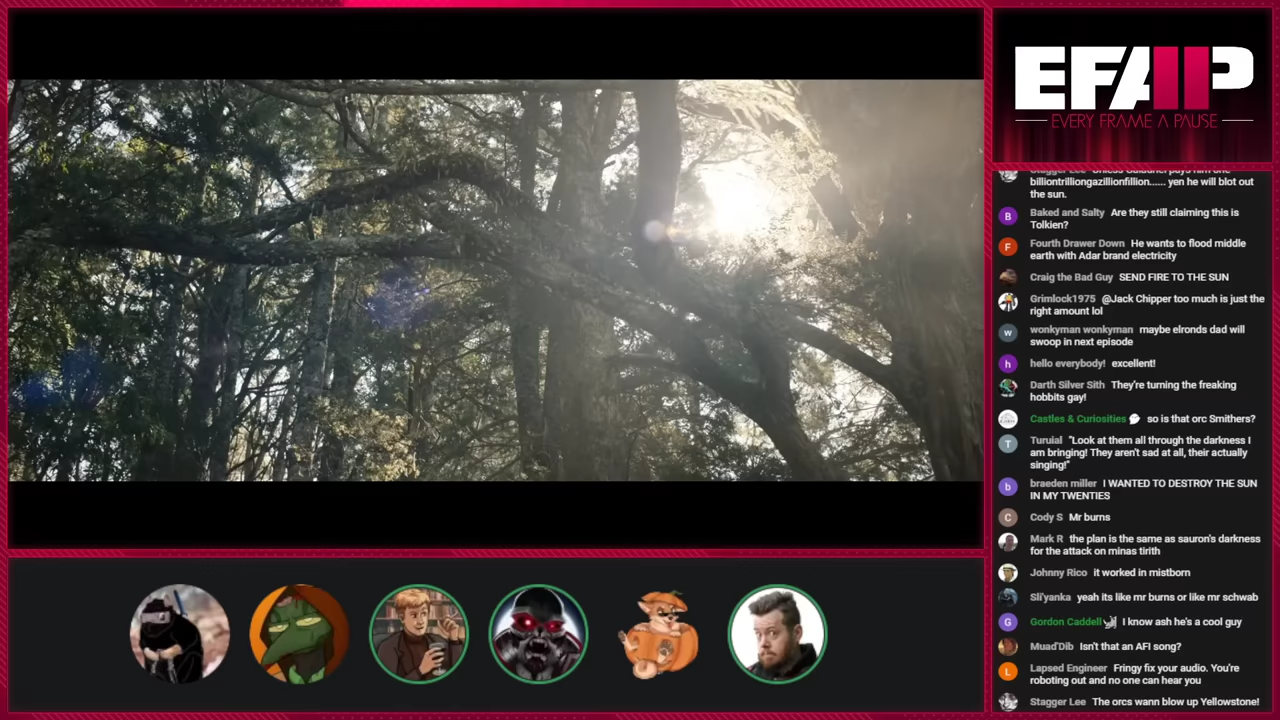 EFAP
EVERY FRAME A PAUSE
billiontrilliongazillionfillion...... yen he will blot out
the sun.
Baked and Salty Are they still claiming this is
Tolkien?
Fourth Drawer Down He wants to flood middle
earth with Adar brand electricity
Craig the Bad Guy SEND FIRE TO THE SUN
Grimlock1975 @Jack Chipper too much is just the
right amount lol
wonkyman wonkyman maybe elronds dad will
swoop in next episode
hello everybody! excellent!
Darth Silver Sith They're turning the freaking
hobbits gay!
Castles & Curiosities so is that orc Smithers?
Turuial "Look at them all through the darkness I
am bringing! They aren't sad at all, their actually
singing!"
braeden miller I WANTED TO DESTROY THE SUN
IN MY TWENTIES
Cody S Mr burns
Mark R the plan is the same as sauron's darkness
for the attack on minas tirith
Johnny Rico it worked in mistborn
Sli'yanka yeah its like mr burns or like mr schwab
Gordon Caddell I know ash he's a cool guy
Muad'Dib Isn't that an AFI song?
Lapsed Engineer Fringy fix your audio. You're
roboting out and no one can hear you
Stagger Lee The orcs wann blow up Yellowstone!